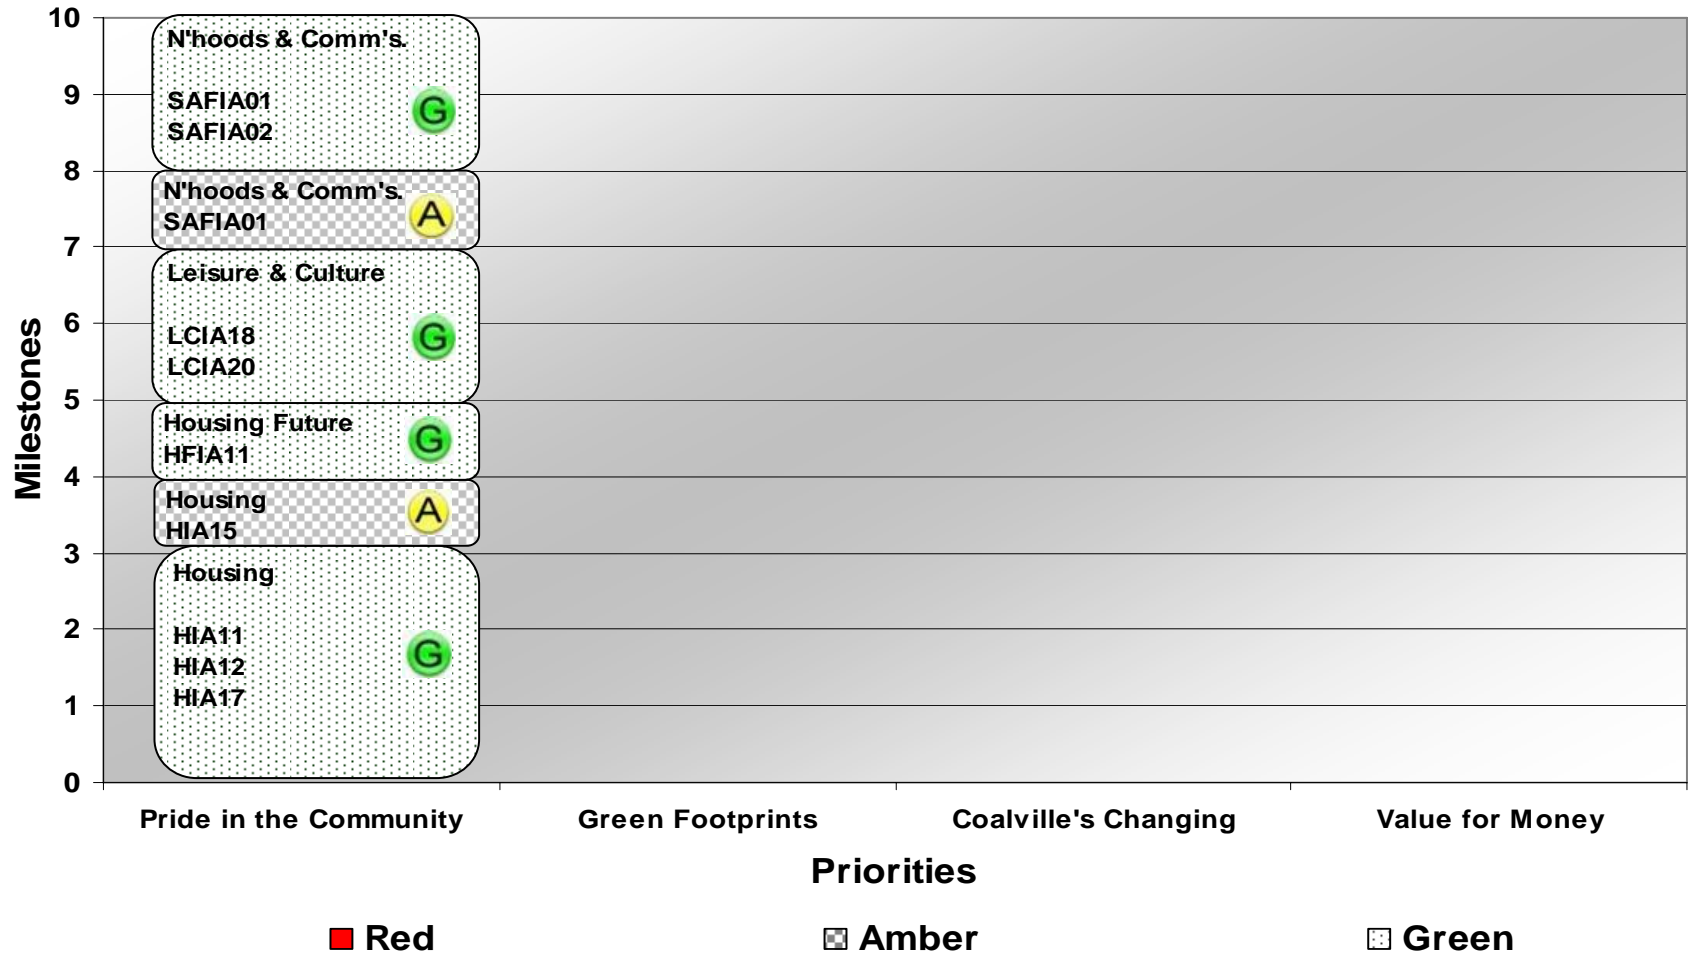 10
9
8
7
6
5
4
3
2
1
0
Milestones
N'hoods & Comm's.
SAFIA01
SAFIA02
G
N'hoods & Comm's.
SAFIA01
A
Leisure & Culture
LCIA18
LCIA20
G
Housing Future
HFIA11
G
Housing
HIA15
A
Housing
HIA11
HIA12
HIA17
G
Pride in the Community
Green Footprints
Coalville's Changing
Value for Money
Priorities
Red
Amber
Green